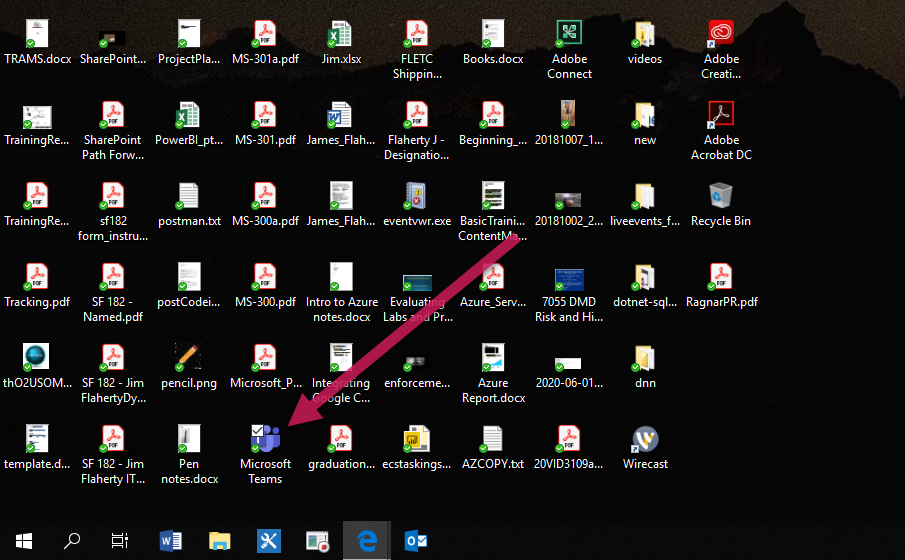 TRAMS.docx
SharePoint...
ProjectPla...
MS-301a.pdf
Jim.xlsx
FLETC
Shippin...
Books.docx
Adobe
Connect
videos
Adobe
Creati...
TrainingRe...
SharePoint
Path Forw...
PowerBI_pt...
MS-301.pdf
James_Flah...
Flaherty J -
Designatio...
Beginning_...
20181007_1...
new
Adobe
Acrobat DC
TrainingRe...
sf182
form_instru...
postman.txt
MS-300a.pdf
James_Flah...
eventvwr.exe
BasicTraini...
ContentMa...
20181002_2...
liveevents_f...
Recycle Bin
Tracking.pdf
SF 182 -
Named.pdf
postCodei...
MS-300.pdf
Intro to Azure
notes.docx
Evaluating
Labs and Pr...
Azure_Serv...
7055 DMD
Risk and Hi...
dotnet-sql...
RagnarPR.pdf
thO2USOM...
SF 182 - Jim
FlahertyDy...
pencil.png
Microsoft_P...
Integrating
Google C...
enforceme...
Azure
Report.docx
2020-06-01...
dnn
template.d...
SF 182 - Jim
Flaherty IT...
Pen
notes.docx
Microsoft
Teams
graduation...
ecstaskings...
AZCOPY.txt
20VID3109a...
Wirecast